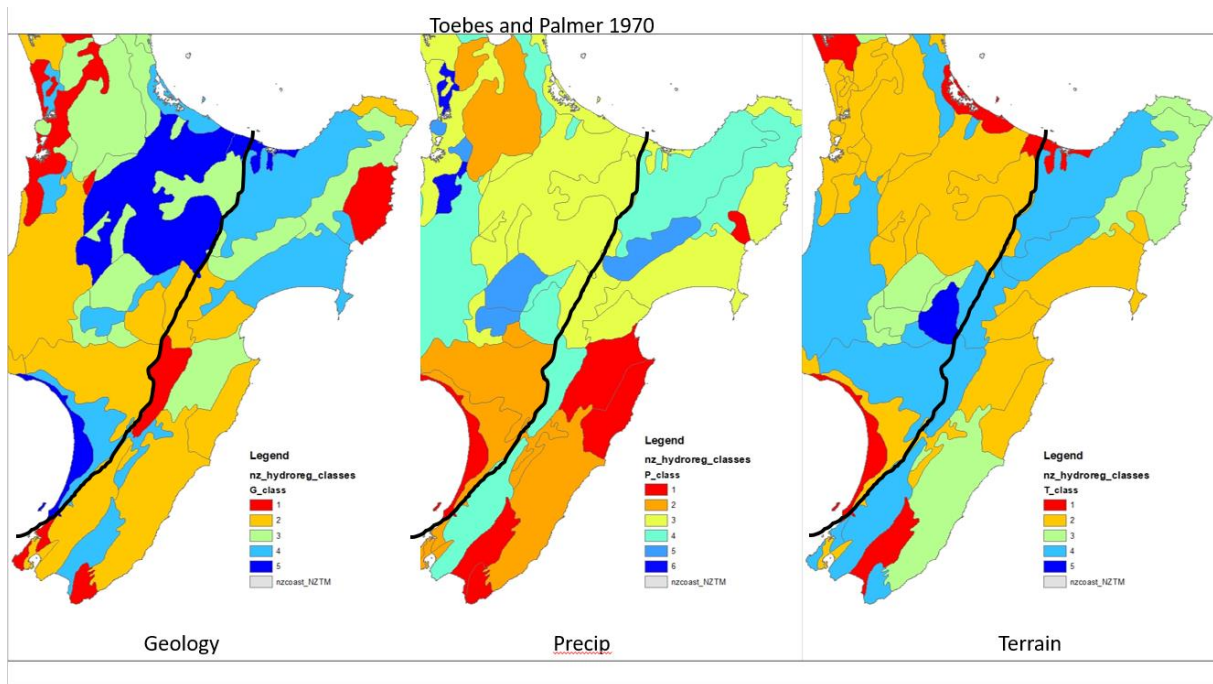 Toebes and Palmer 1970
Legend
nz_hydroreg_classes
G_class
1
2
3
4
5
nzcoast_NZTM
Geology
Legend
nz_hydroreg_classes
P_class
1
2
3
4
5
6
nzcoast_NZTM
Precip
Legend
nz_hydroreg_classes
T_class
1
2
3
4
5
nzcoast_NZTM
Terrain